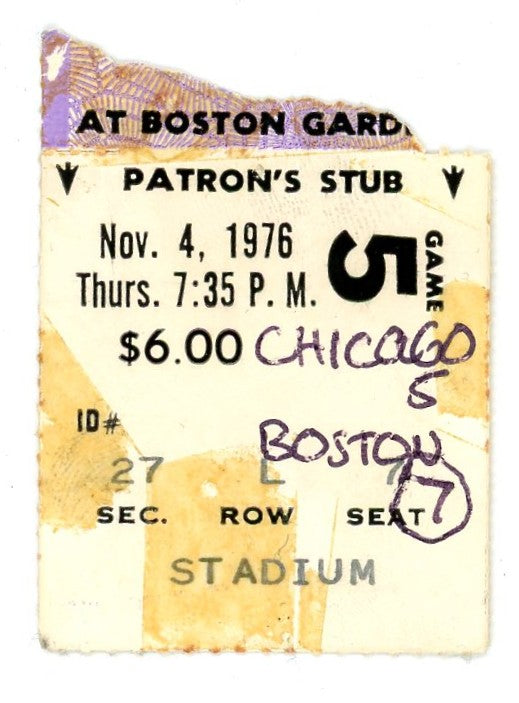 AT BOSTON GARD
PATRON'S STUB
Nov. 4, 1976
Thurs. 7:35 P. M.
GAME 5
$6.00 CHICAGO
5
ID#
BOSTON
7
27 L 7
SEC. ROW SEAT
STADIUM